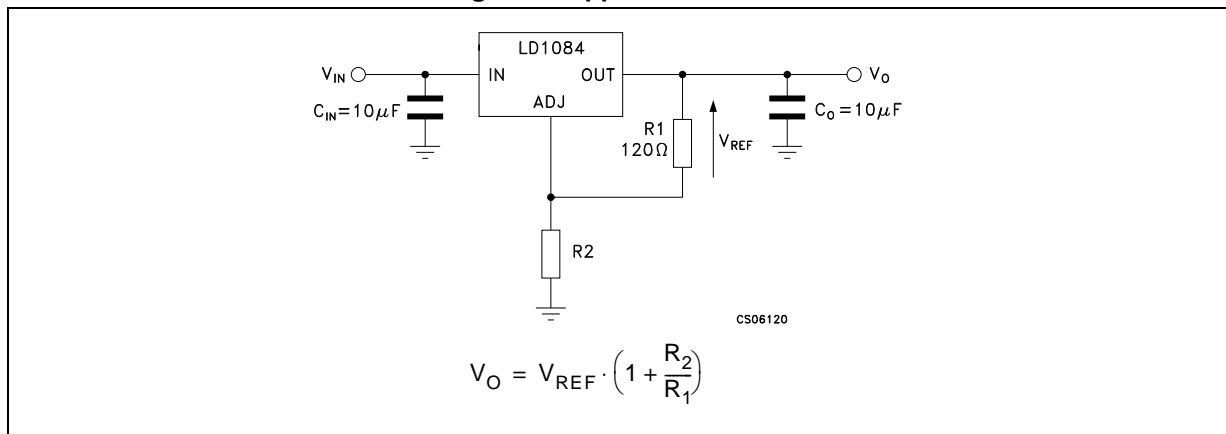 LD1084
V_IN
IN
OUT
V_O
ADJ
C_IN=10μF
R1
120Ω
V_REF
C_O=10μF
R2
CS06120
V_O = V_REF · (1 + R_2/R_1)